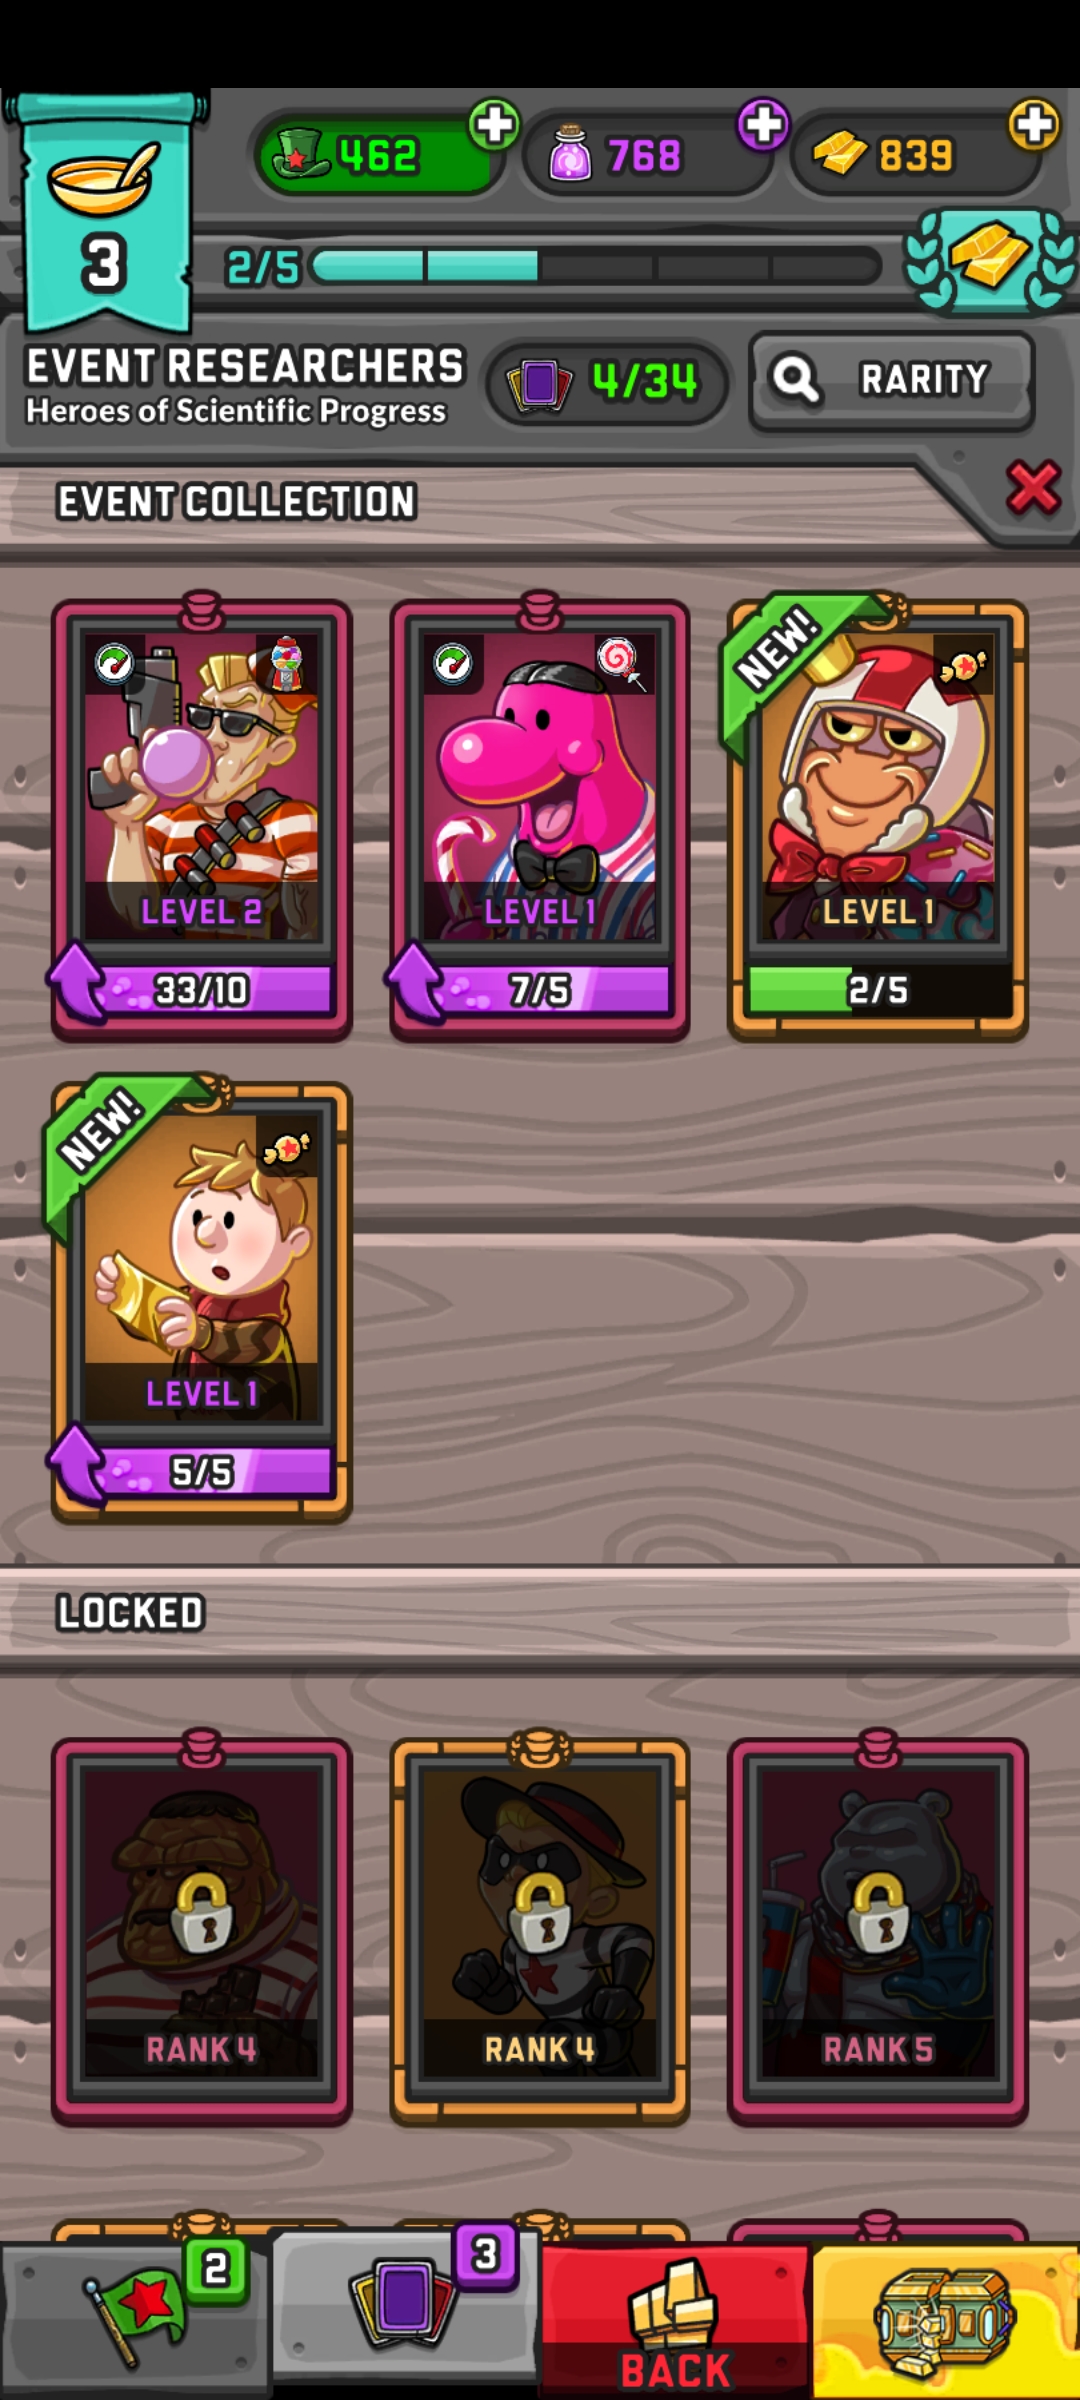 462
768
839
3
2/5
EVENT RESEARCHERS
Heroes of Scientific Progress
4/34
RARITY
EVENT COLLECTION
NEW!
LEVEL 2
LEVEL 1
LEVEL 1
33/10
7/5
2/5
NEW!
LEVEL 1
5/5
LOCKED
RANK 4
RANK 4
RANK 5
2
3
BACK